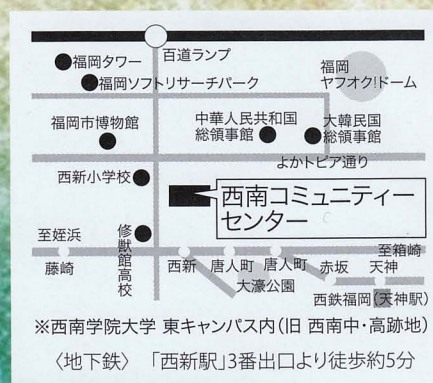 百道ランプ
福岡タワー
福岡ソフトリサーチパーク
福岡
ヤフオク!ドーム
福岡市博物館
中華人民共和国
総領事館
大韓民国
総領事館
よかトピア通り
西新小学校
西南コミュニティー
センター
修猷館高校
至姪浜
藤崎
西新
唐人町
唐人町
大濠公園
赤坂
至箱崎
天神
西鉄福岡(天神駅)
※西南学院大学 東キャンパス内(旧 西南中・高跡地)
〈地下鉄〉 「西新駅」3番出口より徒歩約5分